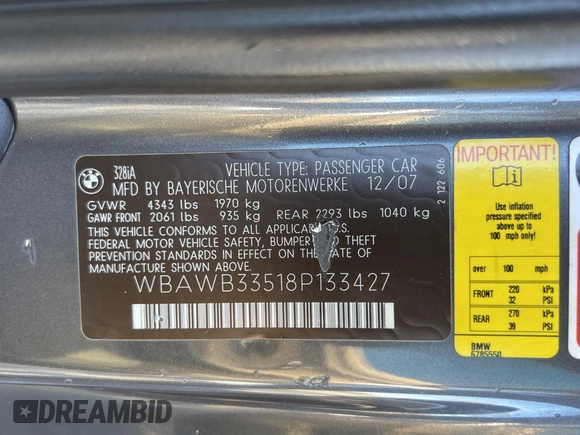 BMW
328iA
VEHICLE TYPE: PASSENGER CAR
MFD BY BAYERISCHE MOTORENWERKE 12/07
GVWR 4343 lbs 1970 kg
GAWR FRONT 2061 lbs 935 kg REAR 2293 lbs 1040 kg
THIS VEHICLE CONFORMS TO ALL APPLICABLE
FEDERAL MOTOR VEHICLE SAFETY, BUMPER AND THEFT
PREVENTION STANDARDS IN EFFECT ON THE DATE OF
MANUFACTURE SHOWN ABOVE.
WBAWB33518P133427
2 122 606
IMPORTANT!
Use inflation
pressure specified
above up to
100 mph only!
over 100 mph
FRONT 220 kPa
32 PSI
REAR 270 kPa
39 PSI
BMW
6785550
DREAMBID